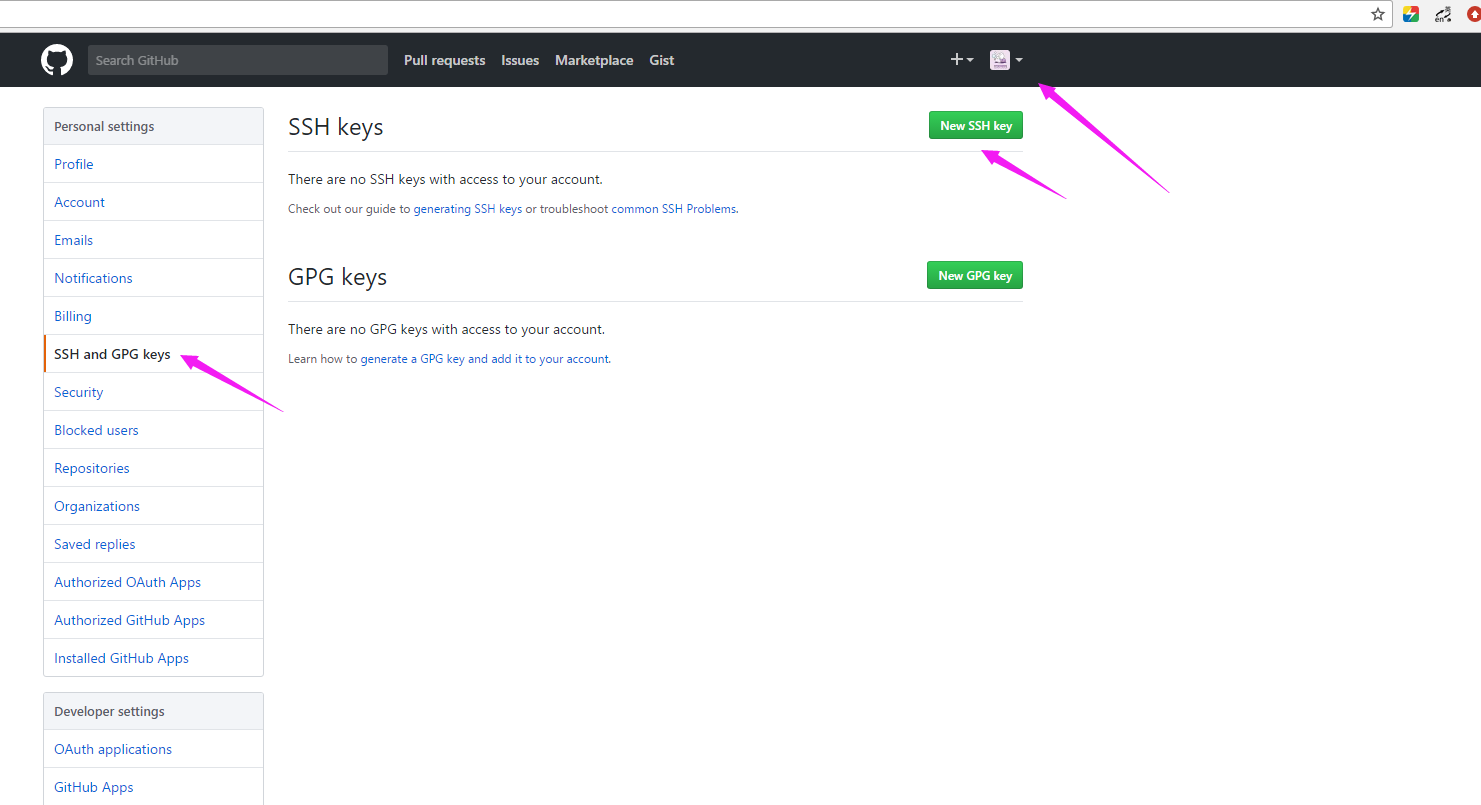 Search GitHub
Pull requests
Issues
Marketplace
Gist
Personal settings
Profile
Account
Emails
Notifications
Billing
SSH and GPG keys
Security
Blocked users
Repositories
Organizations
Saved replies
Authorized OAuth Apps
Authorized GitHub Apps
Installed GitHub Apps
Developer settings
OAuth applications
GitHub Apps
SSH keys
New SSH key
There are no SSH keys with access to your account.
Check out our guide to generating SSH keys or troubleshoot common SSH Problems.
GPG keys
New GPG key
There are no GPG keys with access to your account.
Learn how to generate a GPG key and add it to your account.